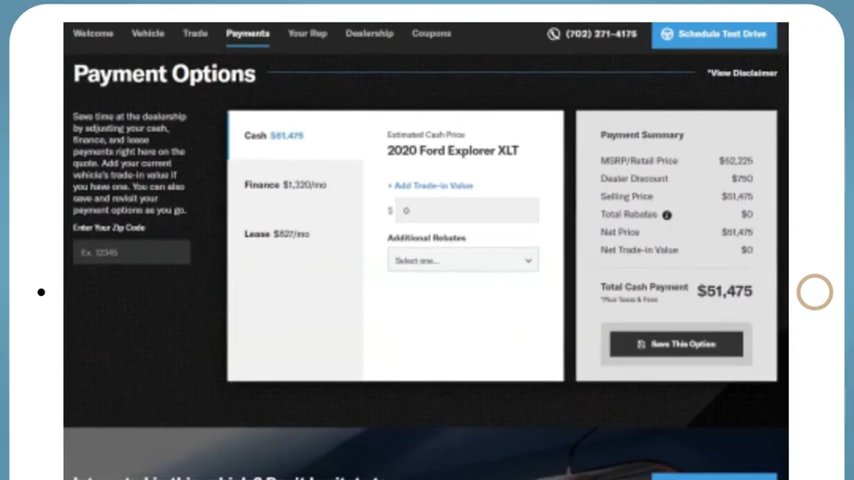 Welcome Vehicle Trade Payments Your Rep Dealership Coupons (702) 271-4175 Schedule Test Drive
Payment Options
*View Disclaimer
Save time at the dealership
by adjusting your cash,
finance, and lease
payments right here on the
quote. Add your current
vehicle's trade-in value if
you have one. You can also
save and revisit your
payment options as you go.
Enter Your Zip Code
Ex. 12345
Cash $51,475
Finance $1,320/mo
Lease $827/mo
Estimated Cash Price
2020 Ford Explorer XLT
+ Add Trade-in Value
$ 0
Additional Rebates
Select one...
Payment Summary
MSRP/Retail Price $52,225
Dealer Discount $750
Selling Price $51,475
Total Rebates $0
Net Price $51,475
Net Trade-in Value $0
Total Cash Payment $51,475
*Plus Taxes & Fees
Save This Option